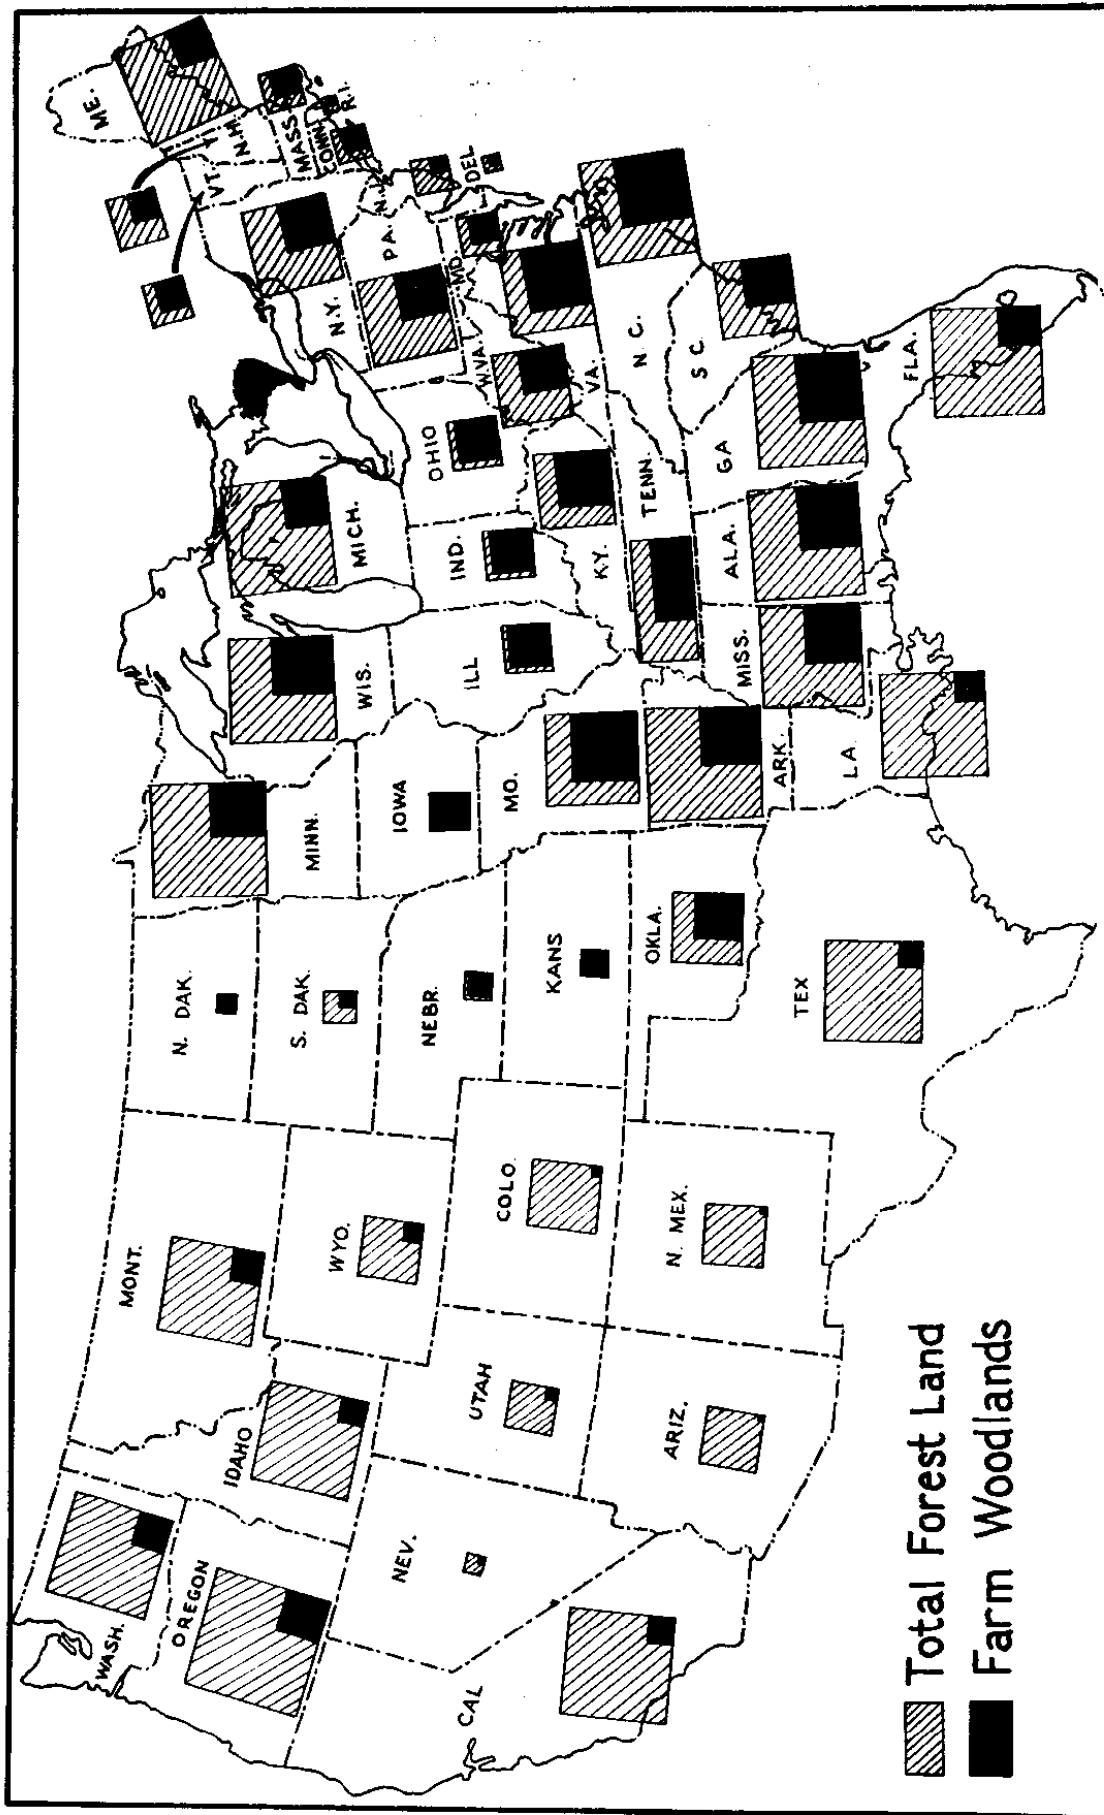 WASH.
OREGON
CAL
NEV.
IDAHO
MONT.
WYO.
UTAH
ARIZ.
COLO.
N. MEX.
N. DAK.
S. DAK.
NEBR.
KANS
OKLA.
TEX
MINN.
IOWA
MO.
ARK.
LA.
WIS.
ILL
MISS.
MICH.
IND.
KY.
TENN.
ALA.
OHIO
GA
W.VA.
VA.
N. C.
S. C.
FLA.
N.Y.
PA.
MD.
N.J.
DEL
VT.
N.H.
MASS
CONN.
R.I.
ME.
Total Forest Land
Farm Woodlands